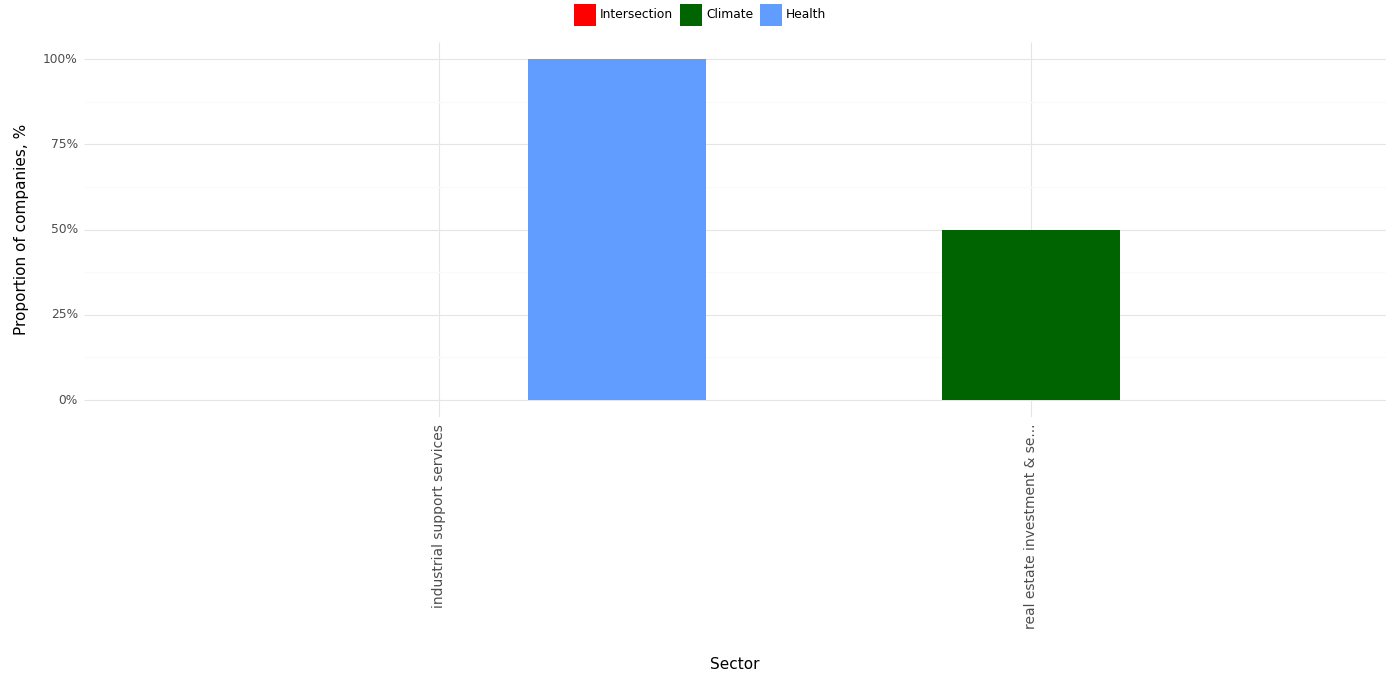 Intersection Climate Health
Proportion of companies, %
100%
75%
50%
25%
0%
industrial support services
real estate investment & se...
Sector